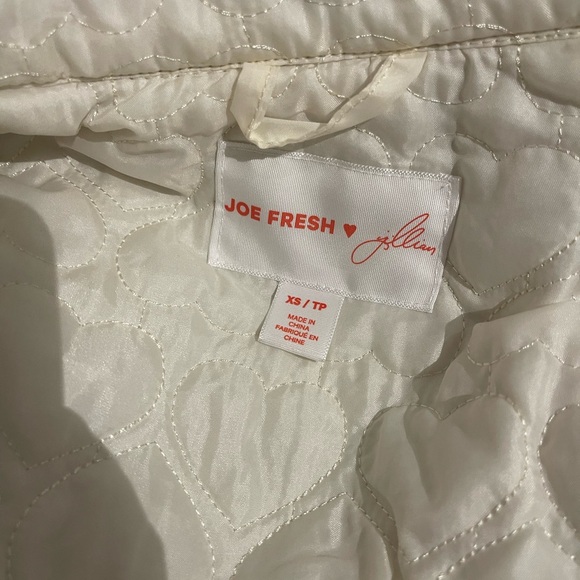 JOE FRESH ♥ jillian
XS / TP
MADE IN
CHINA
FABRIQUÉ EN
CHINE